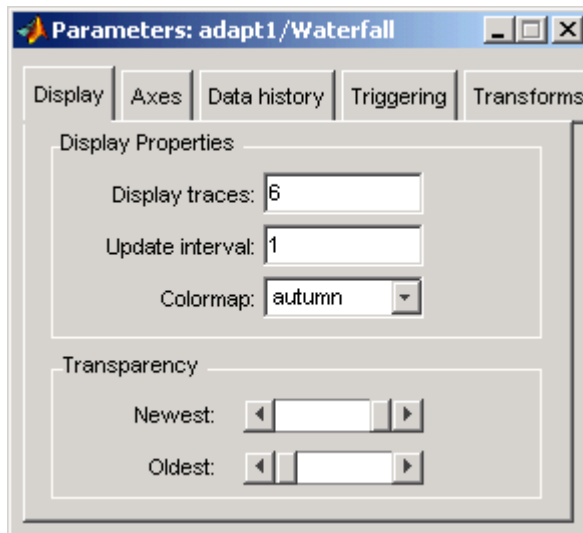 Parameters: adapt1/Waterfall
Display Axes Data history Triggering Transforms
Display Properties
Display traces: 6
Update interval: 1
Colormap: autumn
Transparency
Newest:
Oldest: